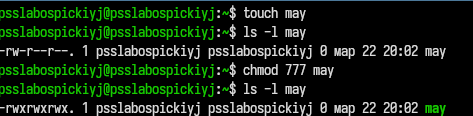 psslabospickiyj@psslabospickiyj:~$ touch may
psslabospickiyj@psslabospickiyj:~$ ls -l may
-rw-r--r--. 1 psslabospickiyj psslabospickiyj 0 мар 22 20:02 may
psslabospickiyj@psslabospickiyj:~$ chmod 777 may
psslabospickiyj@psslabospickiyj:~$ ls -l may
-rwxrwxrwx. 1 psslabospickiyj psslabospickiyj 0 мар 22 20:02 may